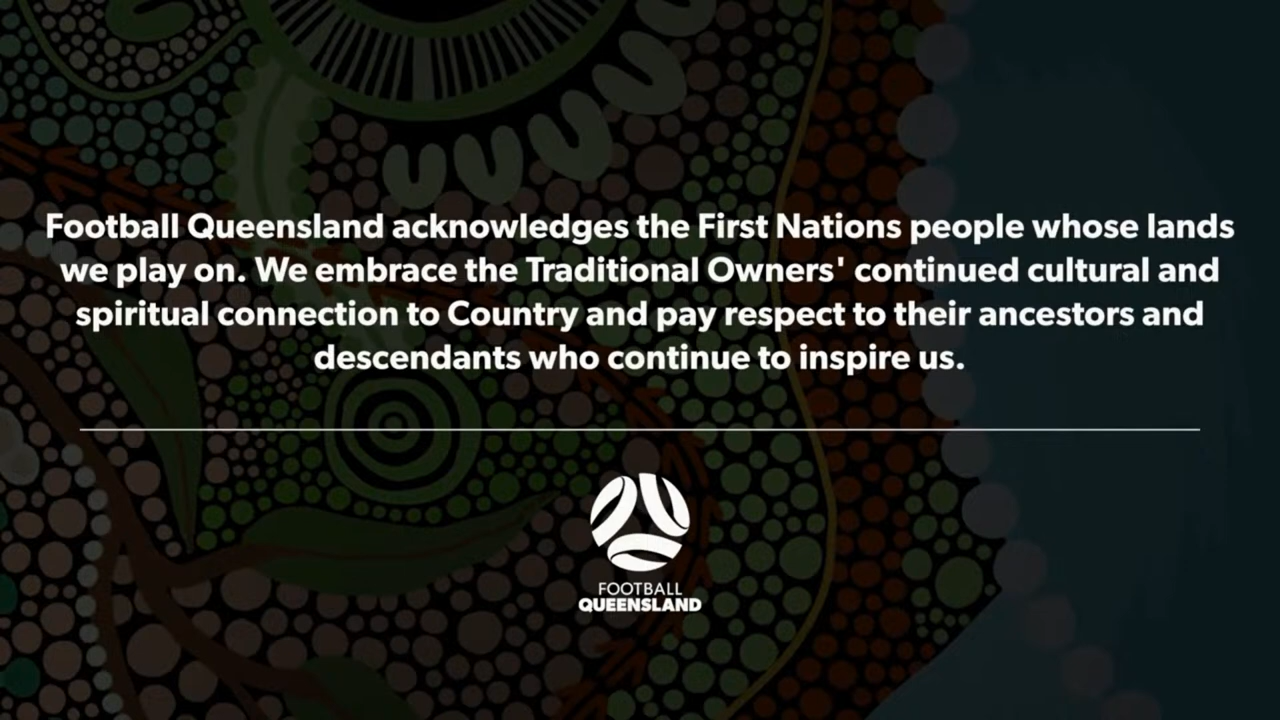 Football Queensland acknowledges the First Nations people whose lands
we play on. We embrace the Traditional Owners' continued cultural and
spiritual connection to Country and pay respect to their ancestors and
descendants who continue to inspire us.
FOOTBALL
QUEENSLAND